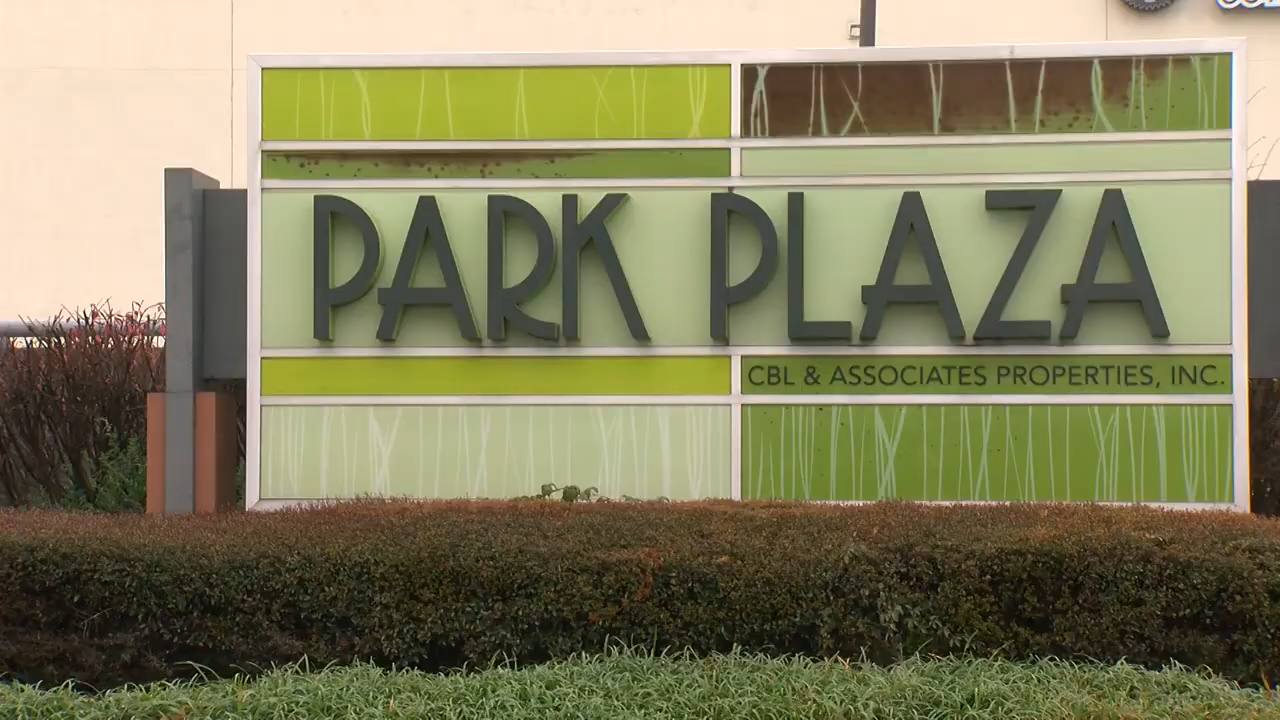 PARK PLAZA
CBL & ASSOCIATES PROPERTIES, INC.